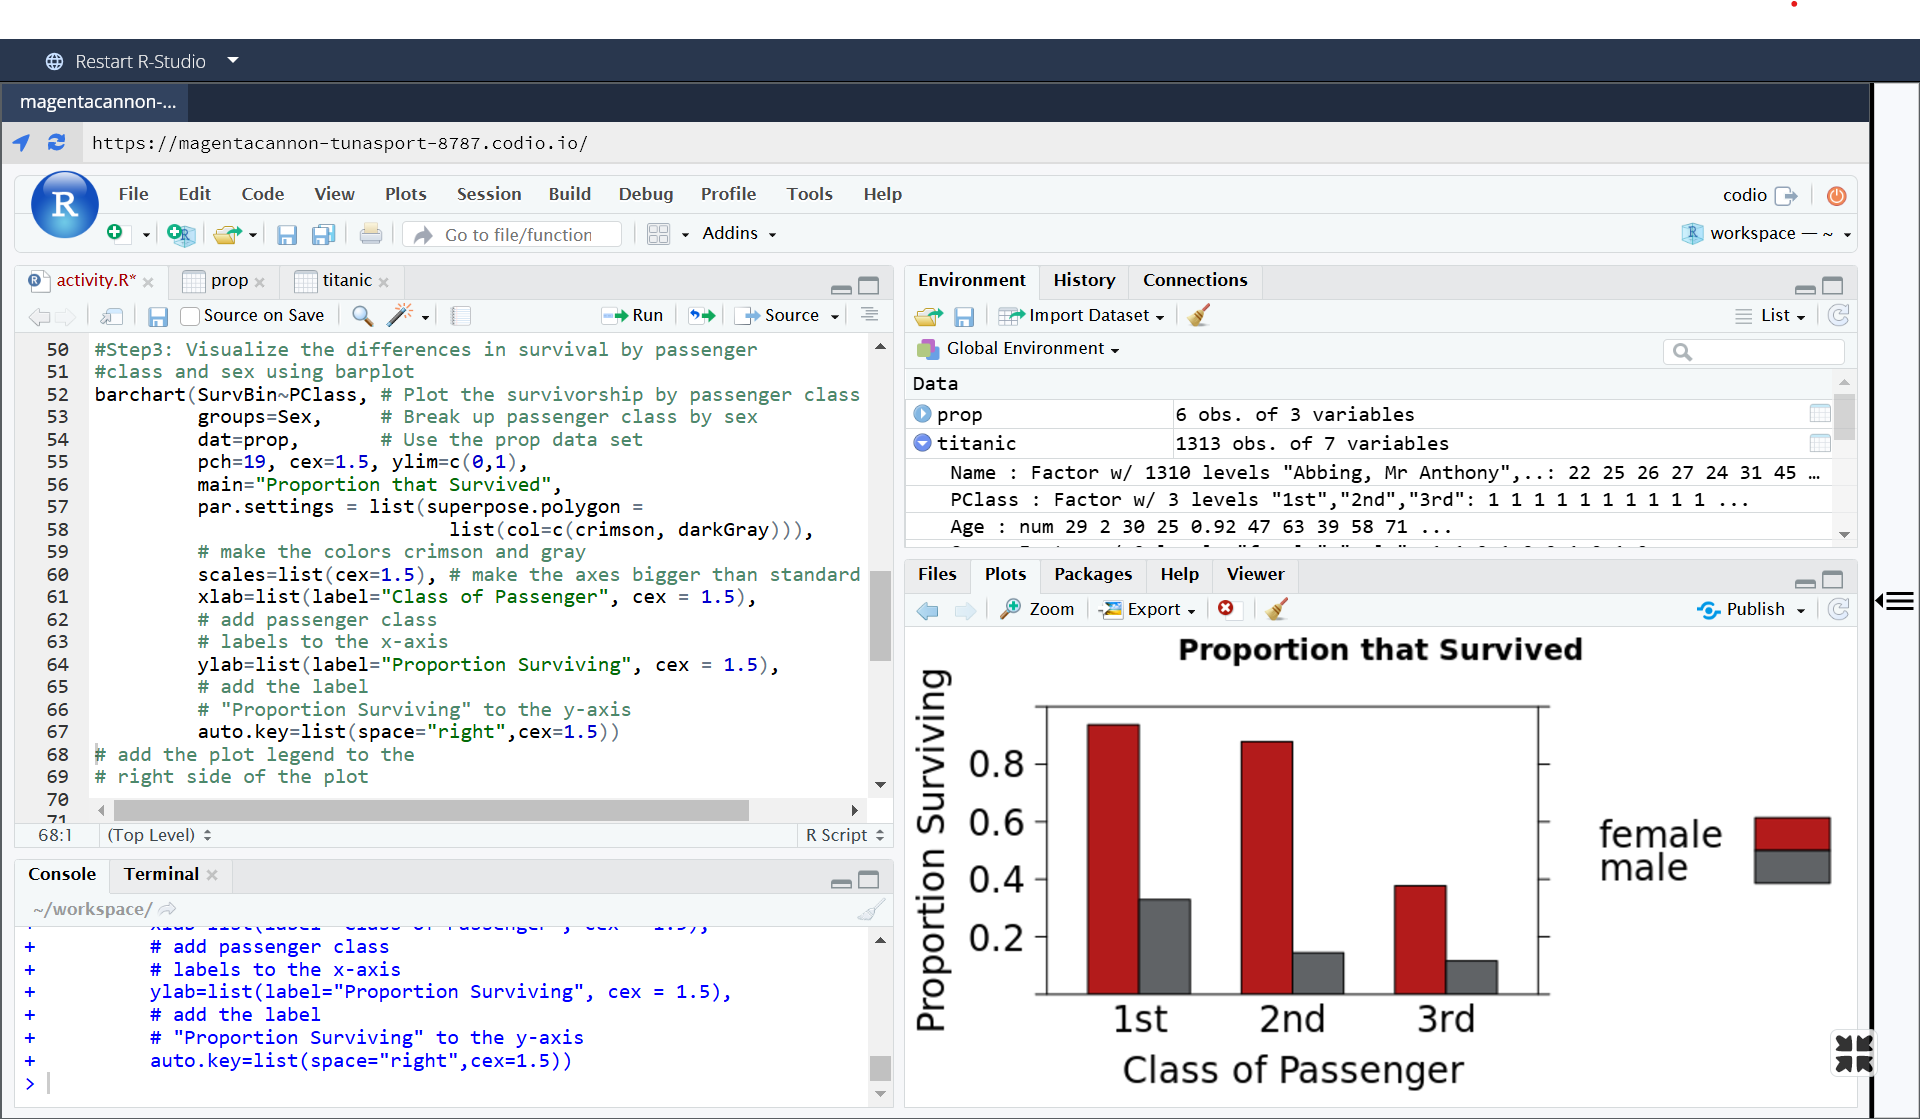 Restart R-Studio
magentacannon-...
https://magentacannon-tunasport-8787.codio.io/
R File Edit Code View Plots Session Build Debug Profile Tools Help codio
Go to file/function Addins R workspace — ~
R activity.R* prop titanic
Source on Save Run Source
50 #Step3: Visualize the differences in survival by passenger
51 #class and sex using barplot
52 barchart(SurvBin~PClass, # Plot the survivorship by passenger class
53 groups=Sex, # Break up passenger class by sex
54 dat=prop, # Use the prop data set
55 pch=19, cex=1.5, ylim=c(0,1),
56 main="Proportion that Survived",
57 par.settings = list(superpose.polygon =
58 list(col=c(crimson, darkGray))),
59 # make the colors crimson and gray
60 scales=list(cex=1.5), # make the axes bigger than standard
61 xlab=list(label="Class of Passenger", cex = 1.5),
62 # add passenger class
63 # labels to the x-axis
64 ylab=list(label="Proportion Surviving", cex = 1.5),
65 # add the label
66 # "Proportion Surviving" to the y-axis
67 auto.key=list(space="right",cex=1.5))
68 # add the plot legend to the
69 # right side of the plot
70
71
68:1 (Top Level) R Script
Console Terminal
~/workspace/
+ xlab=list(label="Class of Passenger", cex = 1.5),
+ # add passenger class
+ # labels to the x-axis
+ ylab=list(label="Proportion Surviving", cex = 1.5),
+ # add the label
+ # "Proportion Surviving" to the y-axis
+ auto.key=list(space="right",cex=1.5))
>
Environment History Connections
Import Dataset List
Global Environment
Data
prop 6 obs. of 3 variables
titanic 1313 obs. of 7 variables
Name : Factor w/ 1310 levels "Abbing, Mr Anthony",..: 22 25 26 27 24 31 45 ...
PClass : Factor w/ 3 levels "1st","2nd","3rd": 1 1 1 1 1 1 1 1 1 1 ...
Age : num 29 2 30 25 0.92 47 63 39 58 71 ...
Files Plots Packages Help Viewer
Zoom Export Publish
Proportion that Survived
Proportion Surviving
0.8
0.6
0.4
0.2
1st 2nd 3rd
Class of Passenger
female
male